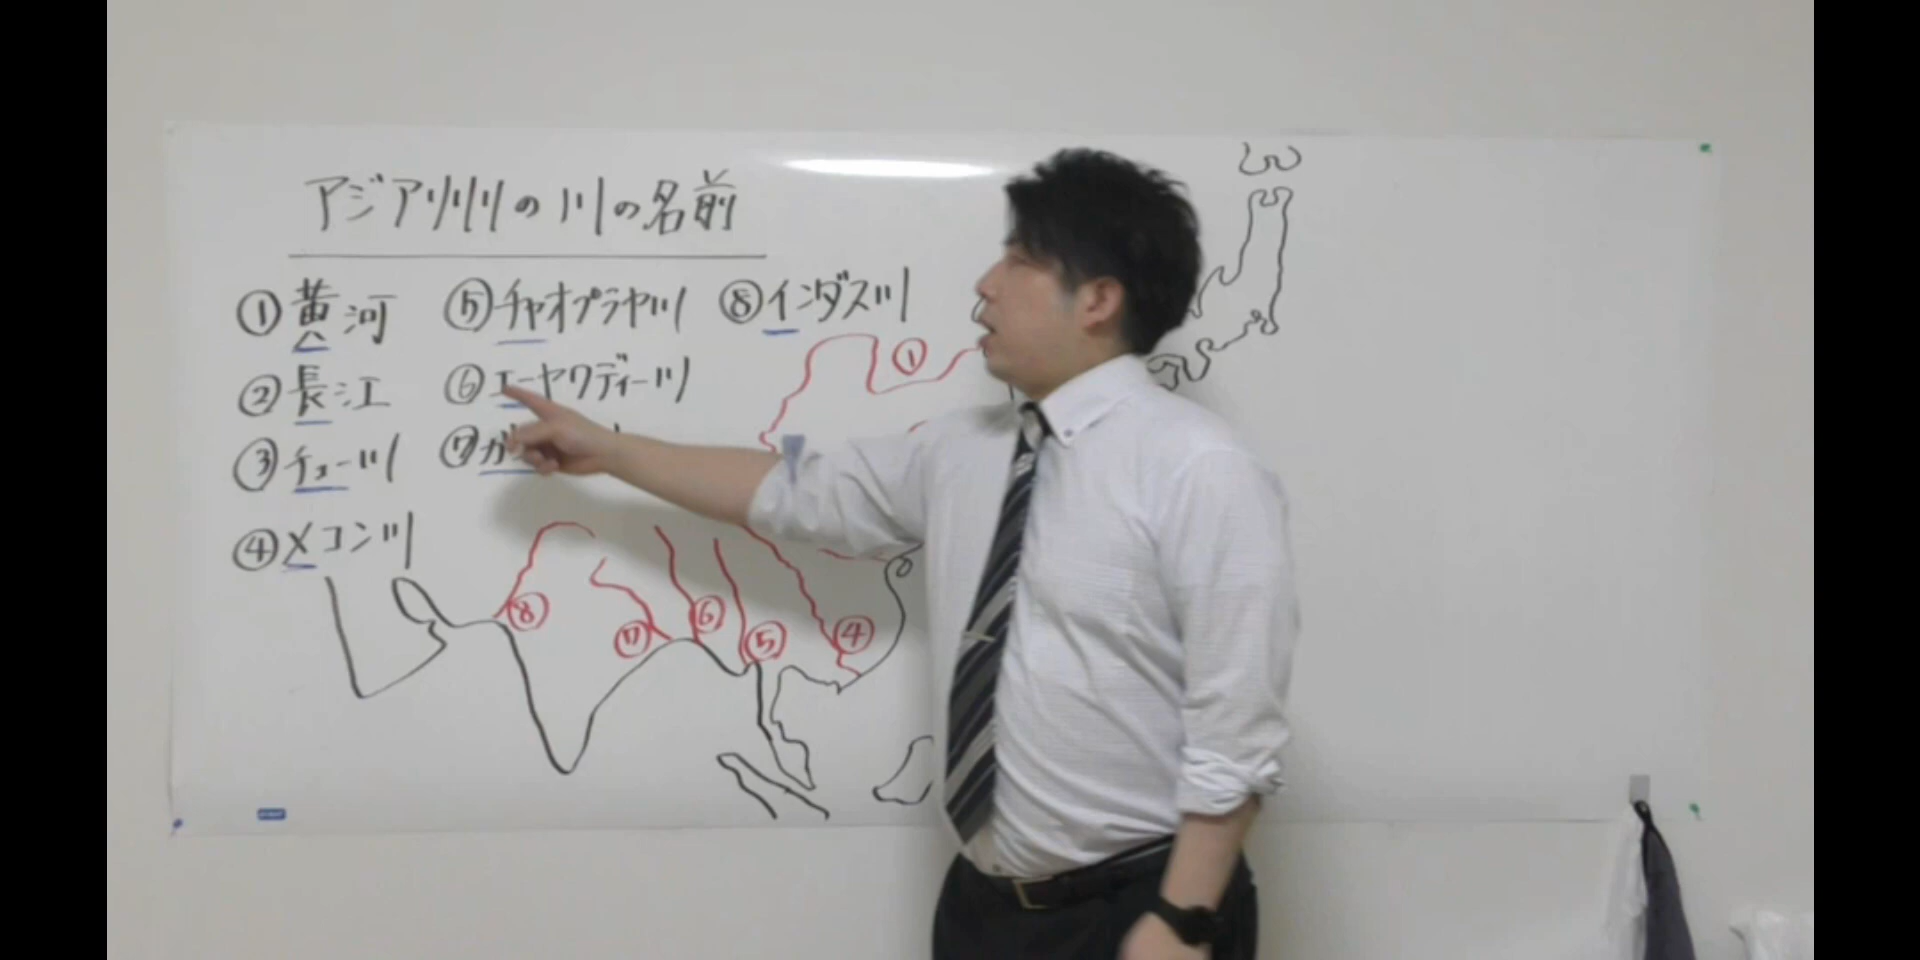 アジア州の川の名前
①黄河
②長江
③チュー川
④メコン川
⑤チャオプラヤ川
⑥エーヤワディー川
⑦ガ
⑧インダス川
①
⑧
⑦
⑥
⑤
④